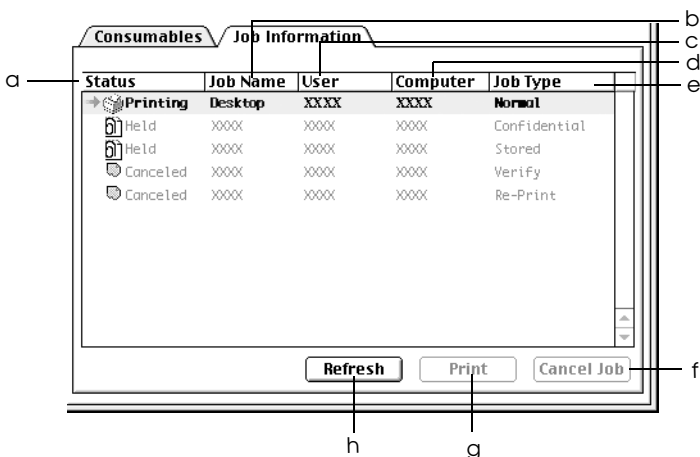 Consumables Job Information
b
c
d
a
Status Job Name User Computer Job Type
e
Printing Desktop XXXX XXXX Normal
Held XXXX XXXX XXXX Confidential
Held XXXX XXXX XXXX Stored
Canceled XXXX XXXX XXXX Verify
Canceled XXXX XXXX XXXX Re-Print
Refresh Print Cancel Job
f
h
g